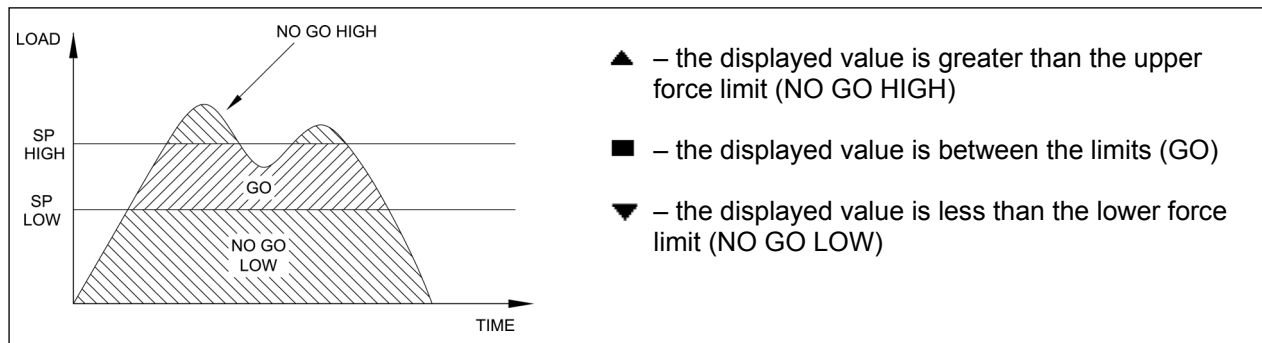 LOAD
NO GO HIGH
SP
HIGH
GO
SP
LOW
NO GO
LOW
TIME
▲ – the displayed value is greater than the upper
force limit (NO GO HIGH)
■ – the displayed value is between the limits (GO)
▼ – the displayed value is less than the lower force
limit (NO GO LOW)